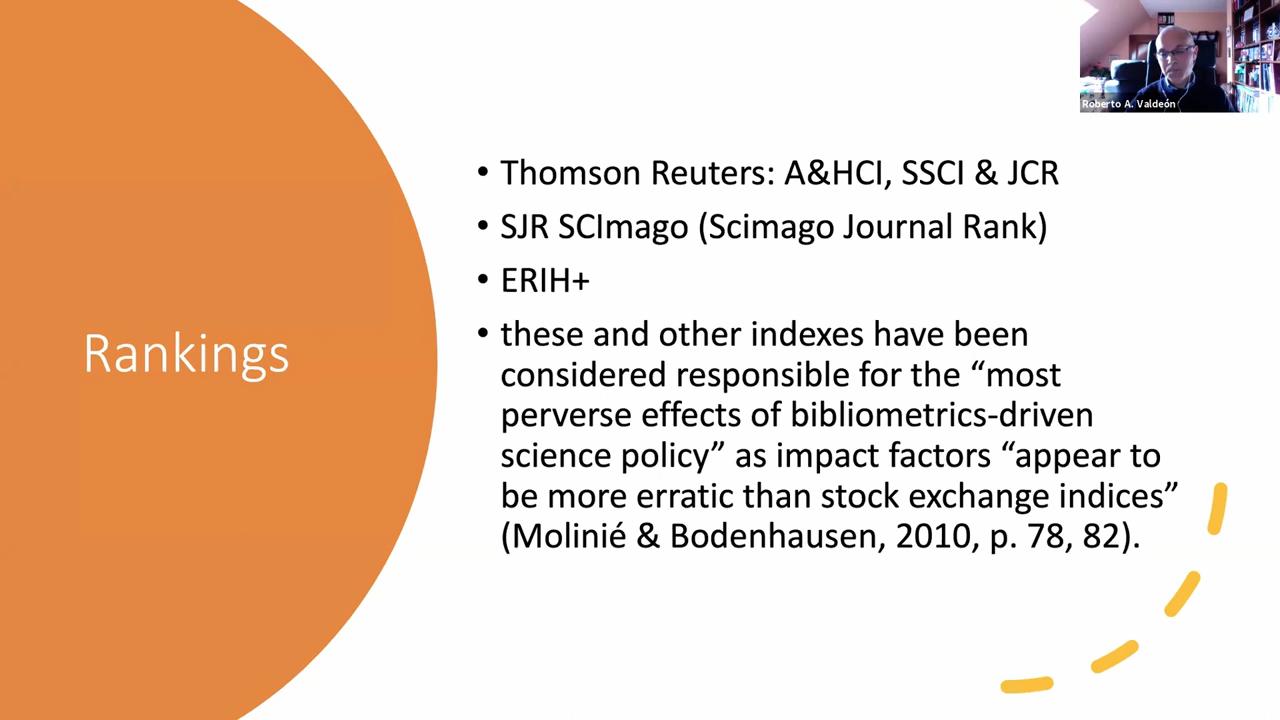 Roberto A. Valdeón
Rankings
• Thomson Reuters: A&HCI, SSCI & JCR
• SJR SCImago (Scimago Journal Rank)
• ERIH+
• these and other indexes have been
considered responsible for the “most
perverse effects of bibliometrics-driven
science policy” as impact factors “appear to
be more erratic than stock exchange indices”
(Molinié & Bodenhausen, 2010, p. 78, 82).